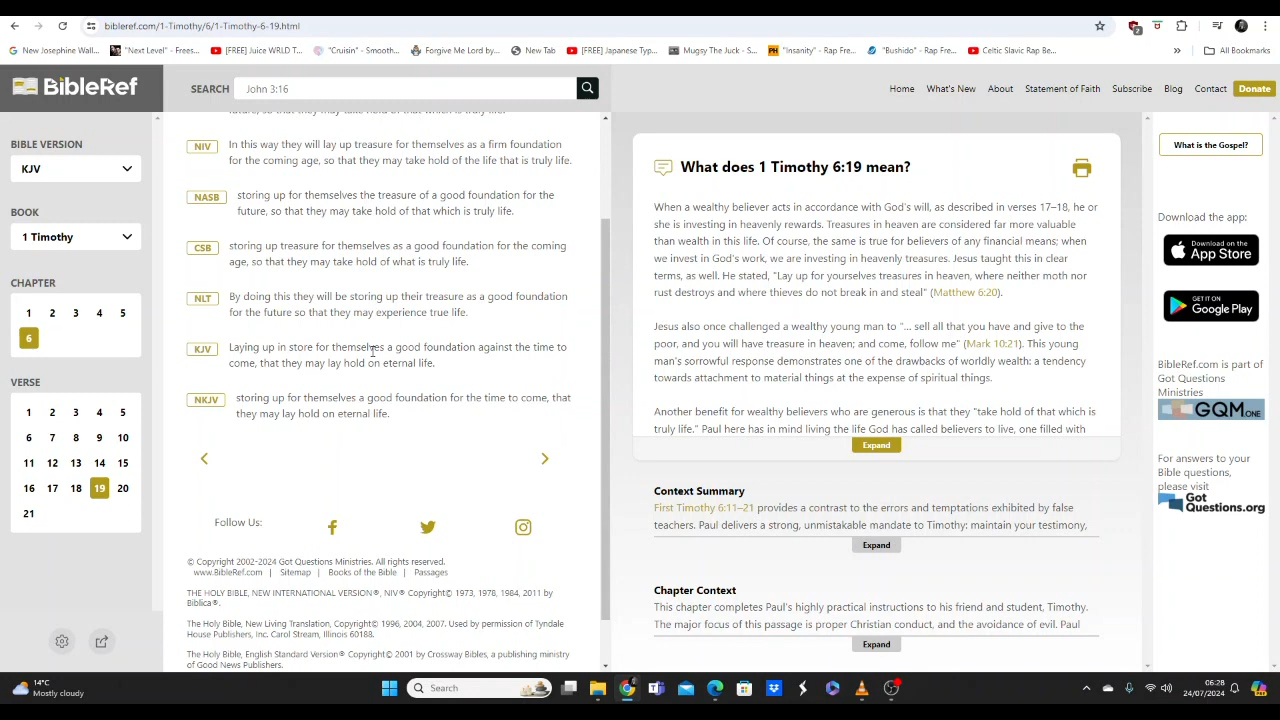 bibleref.com/1-Timothy/6/1-Timothy-6-19.html
2
New Josephine Wall...
"Next Level" - Frees...
[FREE] Juice WRLD T...
"Cruisin" - Smooth...
Forgive Me Lord by...
New Tab
[FREE] Japanese Typ...
Mugsy The Juck - S...
"Insanity" - Rap Fre...
"Bushido" - Rap Fre...
Celtic Slavic Rap Be...
»
All Bookmarks
BibleRef
SEARCH
John 3:16
Home
What's New
About
Statement of Faith
Subscribe
Blog
Contact
Donate
BIBLE VERSION
KJV
BOOK
1 Timothy
CHAPTER
1 2 3 4 5
6
VERSE
1 2 3 4 5
6 7 8 9 10
11 12 13 14 15
16 17 18 19 20
21
future, so that they may take hold of that which is truly life.
NIV
In this way they will lay up treasure for themselves as a firm foundation
for the coming age, so that they may take hold of the life that is truly life.
NASB
storing up for themselves the treasure of a good foundation for the
future, so that they may take hold of that which is truly life.
CSB
storing up treasure for themselves as a good foundation for the coming
age, so that they may take hold of what is truly life.
NLT
By doing this they will be storing up their treasure as a good foundation
for the future so that they may experience true life.
KJV
Laying up in store for themselves a good foundation against the time to
come, that they may lay hold on eternal life.
NKJV
storing up for themselves a good foundation for the time to come, that
they may lay hold on eternal life.
Follow Us:
© Copyright 2002-2024 Got Questions Ministries. All rights reserved.
www.BibleRef.com | Sitemap | Books of the Bible | Passages
THE HOLY BIBLE, NEW INTERNATIONAL VERSION®, NIV® Copyright© 1973, 1978, 1984, 2011 by
Biblica®.
The Holy Bible, New Living Translation, Copyright© 1996, 2004, 2007. Used by permission of Tyndale
House Publishers, Inc. Carol Stream, Illinois 60188.
The Holy Bible, English Standard Version® Copyright© 2001 by Crossway Bibles, a publishing ministry
of Good News Publishers.
What does 1 Timothy 6:19 mean?
When a wealthy believer acts in accordance with God's will, as described in verses 17–18, he or
she is investing in heavenly rewards. Treasures in heaven are considered far more valuable
than wealth in this life. Of course, the same is true for believers of any financial means; when
we invest in God's work, we are investing in heavenly treasures. Jesus taught this in clear
terms, as well. He stated, "Lay up for yourselves treasures in heaven, where neither moth nor
rust destroys and where thieves do not break in and steal" (Matthew 6:20).
Jesus also once challenged a wealthy young man to "... sell all that you have and give to the
poor, and you will have treasure in heaven; and come, follow me" (Mark 10:21). This young
man's sorrowful response demonstrates one of the drawbacks of worldly wealth: a tendency
towards attachment to material things at the expense of spiritual things.
Another benefit for wealthy believers who are generous is that they "take hold of that which is
truly life." Paul here has in mind living the life God has called believers to live, one filled with
Expand
Context Summary
First Timothy 6:11–21 provides a contrast to the errors and temptations exhibited by false
teachers. Paul delivers a strong, unmistakable mandate to Timothy: maintain your testimony,
Expand
Chapter Context
This chapter completes Paul's highly practical instructions to his friend and student, Timothy.
The major focus of this passage is proper Christian conduct, and the avoidance of evil. Paul
Expand
What is the Gospel?
Download the app:
Download on the
App Store
GET IT ON
Google Play
BibleRef.com is part of
Got Questions
Ministries
GQM.ONE
For answers to your
Bible questions,
please visit
Got
Questions.org
14°C
Mostly cloudy
Search
06:28
24/07/2024